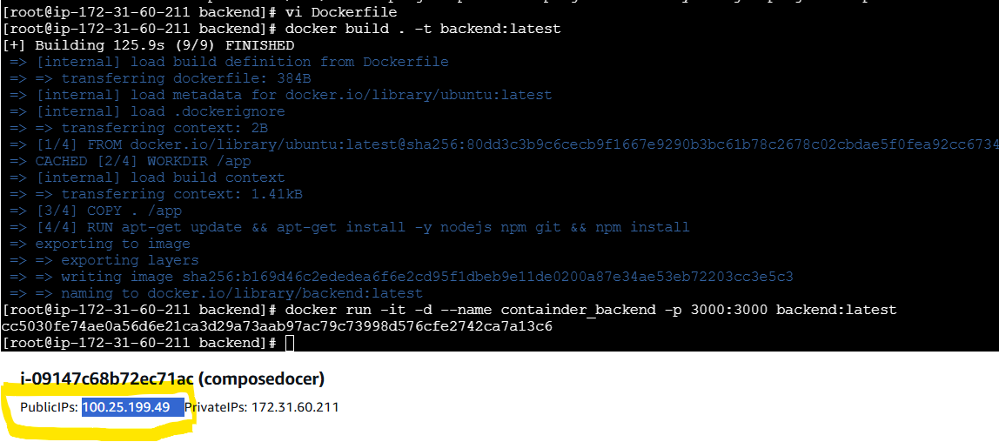 [root@ip-172-31-60-211 backend]# vi Dockerfile
[root@ip-172-31-60-211 backend]# docker build . -t backend:latest
[+] Building 125.9s (9/9) FINISHED
=> [internal] load build definition from Dockerfile
=> => transferring dockerfile: 384B
=> [internal] load metadata for docker.io/library/ubuntu:latest
=> [internal] load .dockerignore
=> => transferring context: 2B
=> [1/4] FROM docker.io/library/ubuntu:latest@sha256:80dd3c3b9c6cecb9f1667e9290b3bc61b78c2678c02cbdae5f0fea92cc6734
=> CACHED [2/4] WORKDIR /app
=> [internal] load build context
=> => transferring context: 1.41kB
=> [3/4] COPY . /app
=> [4/4] RUN apt-get update && apt-get install -y nodejs npm git && npm install
=> exporting to image
=> => exporting layers
=> => writing image sha256:b169d46c2ededea6f6e2cd95f1dbeb9e11de0200a87e34ae53eb72203cc3e5c3
=> => naming to docker.io/library/backend:latest
[root@ip-172-31-60-211 backend]# docker run -it -d --name containder_backend -p 3000:3000 backend:latest
cc5030fe74ae0a56d6e21ca3d29a73aab97ac79c73998d576cfe2742ca7a13c6
[root@ip-172-31-60-211 backend]#
i-09147c68b72ec71ac (composedocer)
PublicIPs: 100.25.199.49 PrivateIPs: 172.31.60.211